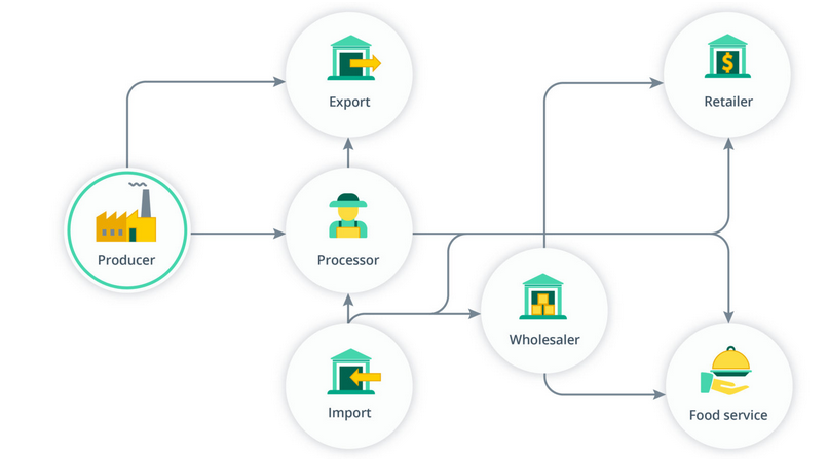 Export
Retailer
Producer
Processor
Wholesaler
Import
Food service
$